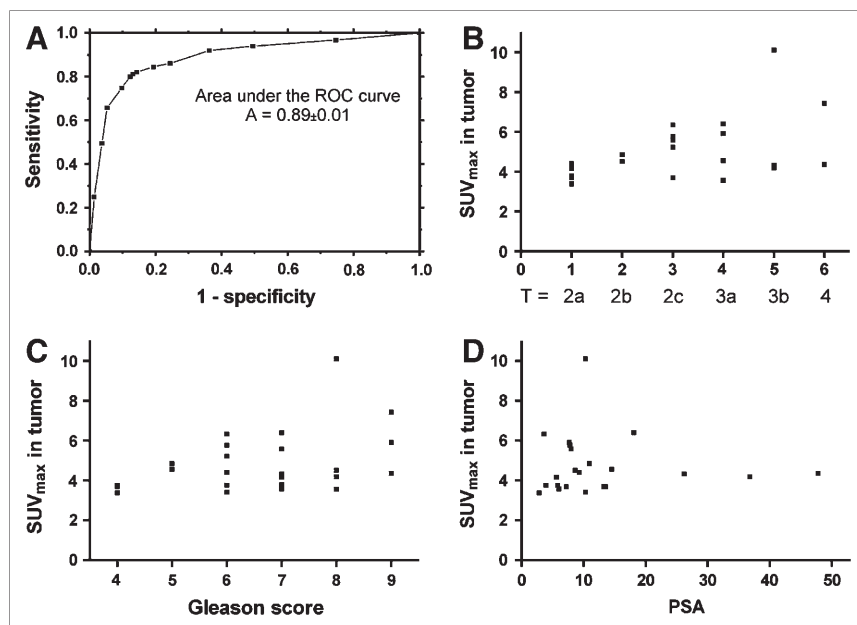 A
1.0
0.8
0.6
0.4
0.2
0.0
Sensitivity
Area under the ROC curve
A = 0.89±0.01
0.0 0.2 0.4 0.6 0.8 1.0
1 - specificity
B
10
8
6
4
2
0
SUVmax in tumor
0 1 2 3 4 5 6
T = 2a 2b 2c 3a 3b 4
C
10
8
6
4
2
0
SUVmax in tumor
4 5 6 7 8 9
Gleason score
D
10
8
6
4
2
0
SUVmax in tumor
0 10 20 30 40 50
PSA